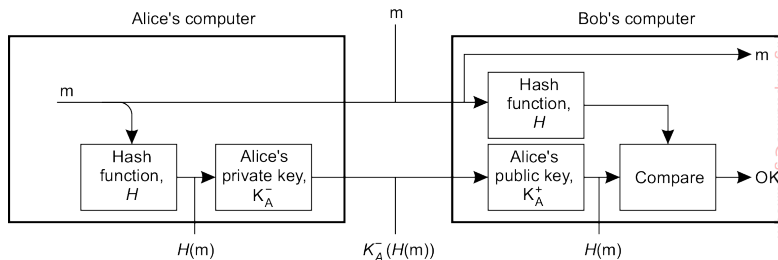 Alice's computer
m
Bob's computer
m
m
Hash
function,
H
Hash
function,
H
Alice's
private key,
K_A^-
Alice's
public key,
K_A^+
Compare
OK
H(m)
K_A^-(H(m))
H(m)